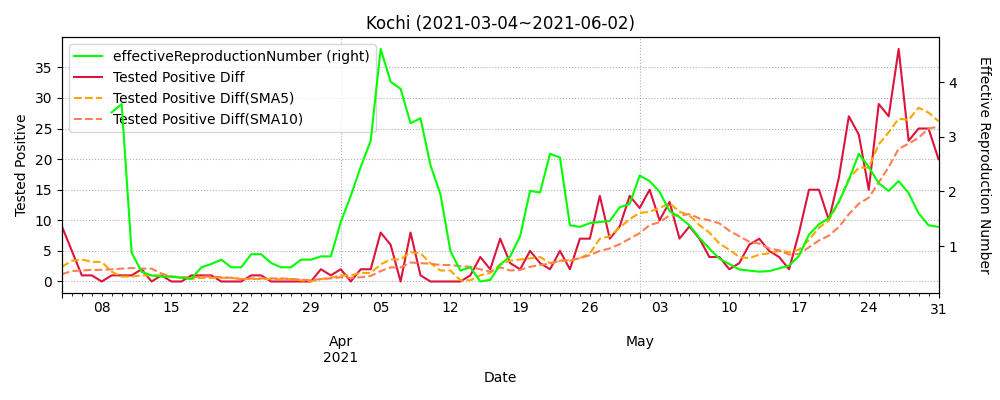 Kochi (2021-03-04~2021-06-02)
effectiveReproductionNumber (right)
Tested Positive Diff
Tested Positive Diff(SMA5)
Tested Positive Diff(SMA10)
Tested Positive
35
30
25
20
15
10
5
0
4
3
2
1
Effective Reproduction Number
08 15 22 29 05 12 19 26 03 10 17 24 31
Apr May
2021
Date